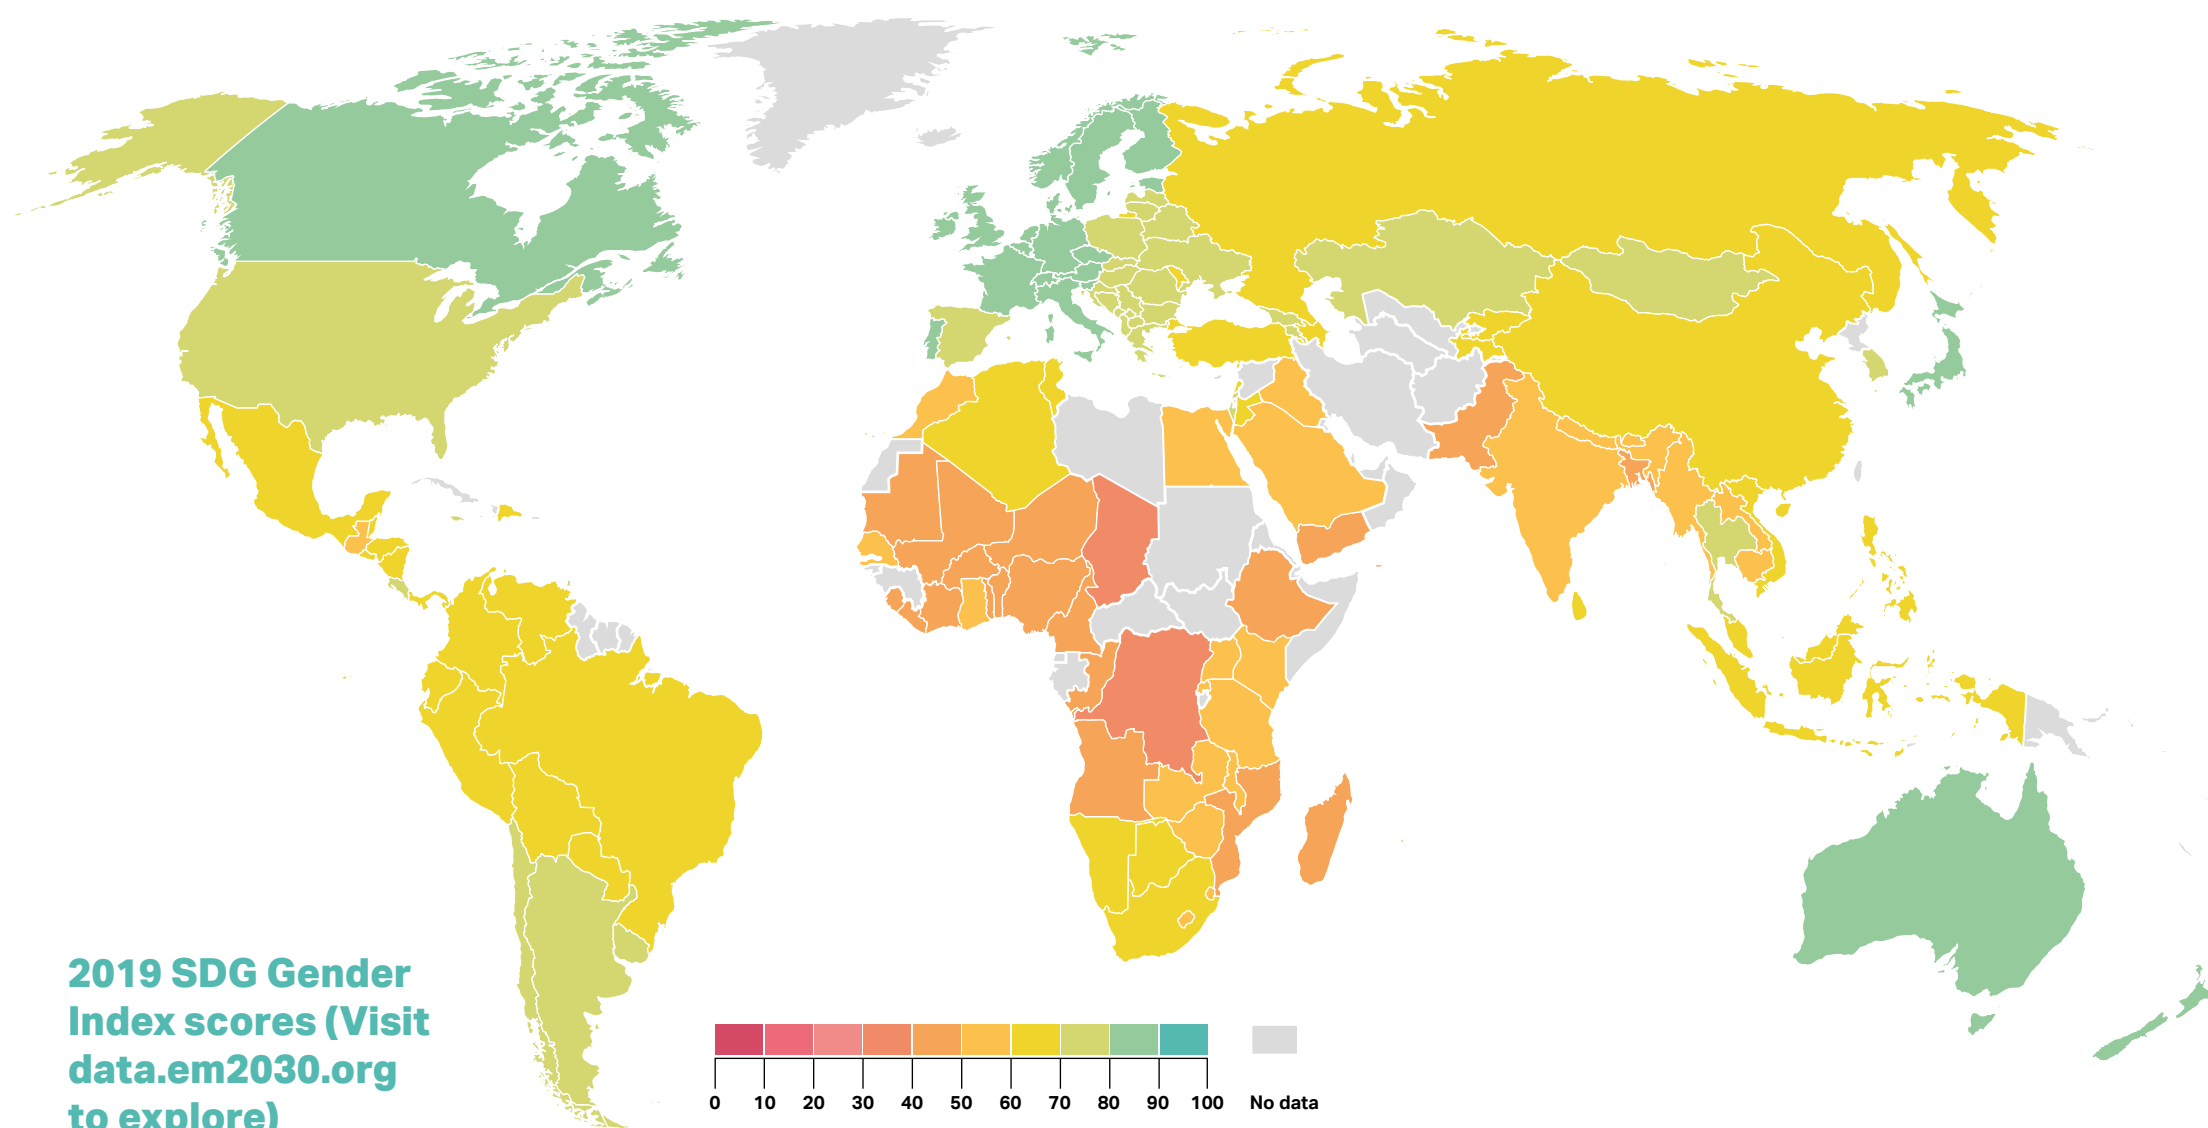 2019 SDG Gender
Index scores (Visit
data.em2030.org
to explore)
0 10 20 30 40 50 60 70 80 90 100 No data